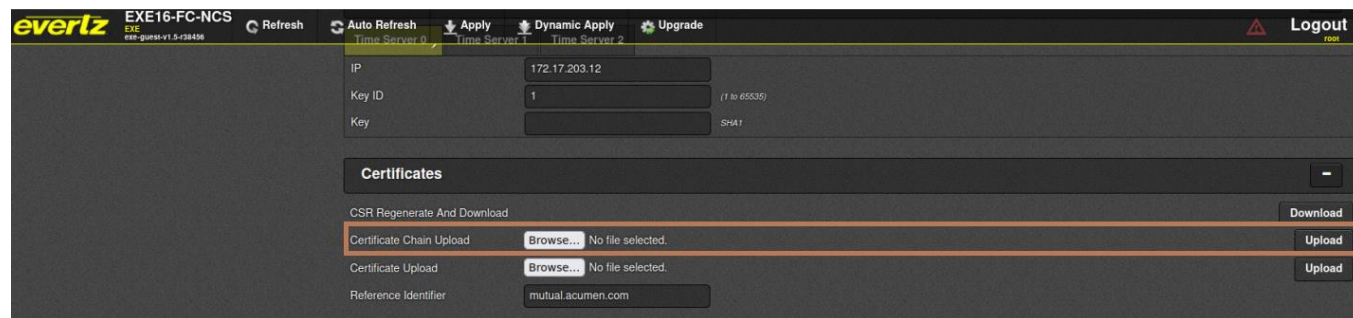 evertz EXE16-FC-NCS Refresh Auto Refresh Apply Dynamic Apply Upgrade Logout
EXE
exe-guest-v1.5-r38456 root
Time Server 0 Time Server 1 Time Server 2
IP 172.17.203.12
Key ID 1 (1 to 65535)
Key SHA1
Certificates -
CSR Regenerate And Download Download
Certificate Chain Upload Browse... No file selected. Upload
Certificate Upload Browse... No file selected. Upload
Reference Identifier mutual.acumen.com